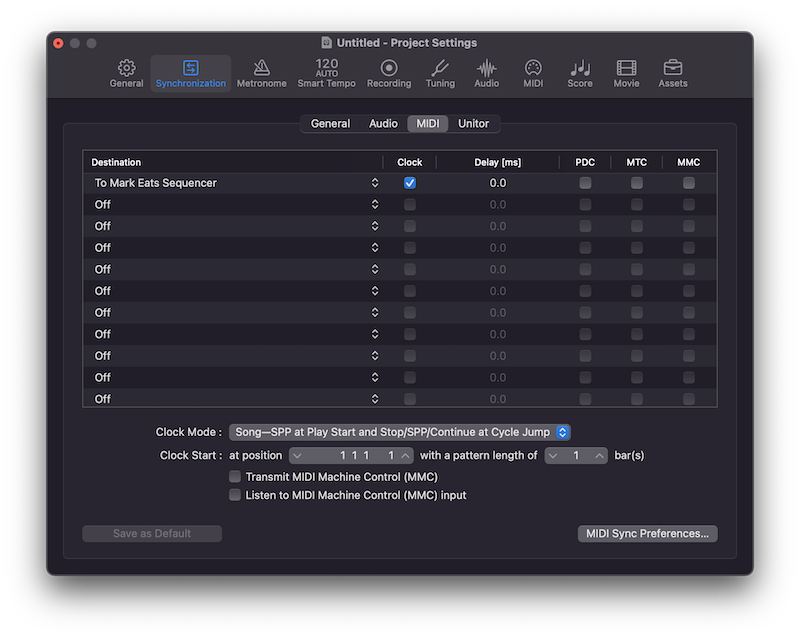 Untitled - Project Settings
120
AUTO
General Synchronization Metronome Smart Tempo Recording Tuning Audio MIDI Score Movie Assets
General Audio MIDI Unitor
Destination Clock Delay [ms] PDC MTC MMC
To Mark Eats Sequencer 0.0
Off 0.0
Off 0.0
Off 0.0
Off 0.0
Off 0.0
Off 0.0
Off 0.0
Off 0.0
Off 0.0
Off 0.0
Clock Mode : Song—SPP at Play Start and Stop/SPP/Continue at Cycle Jump
Clock Start : at position 1 1 1 1 with a pattern length of 1 bar(s)
Transmit MIDI Machine Control (MMC)
Listen to MIDI Machine Control (MMC) input
Save as Default MIDI Sync Preferences...